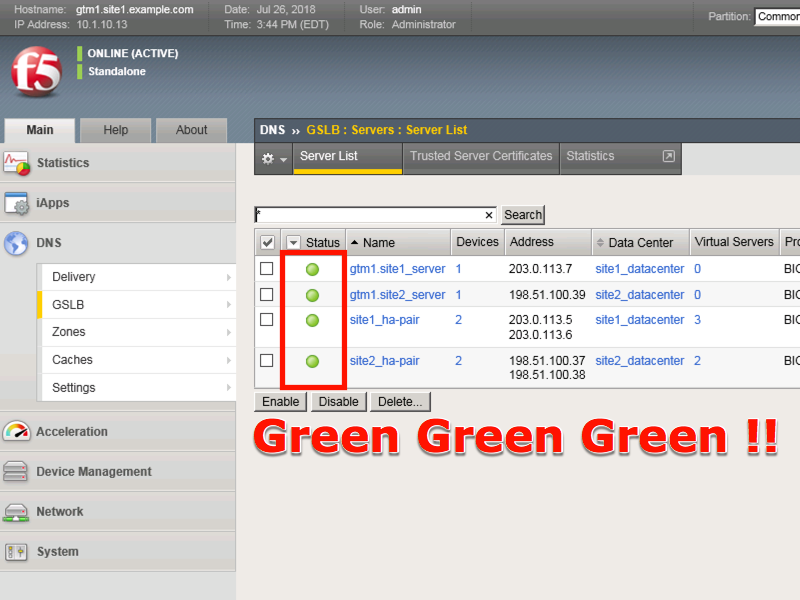 Hostname: gtm1.site1.example.com Date: Jul 26, 2018 User: admin
IP Address: 10.1.10.13 Time: 3:44 PM (EDT) Role: Administrator
Partition: Common
f5
ONLINE (ACTIVE)
Standalone
Main Help About
DNS ›› GSLB : Servers : Server List
Server List Trusted Server Certificates Statistics
Statistics
iApps
DNS
Delivery
GSLB
Zones
Caches
Settings
Acceleration
Device Management
Network
System
* × Search
Status Name Devices Address Data Center Virtual Servers
gtm1.site1_server 1 203.0.113.7 site1_datacenter 0
gtm1.site2_server 1 198.51.100.39 site2_datacenter 0
site1_ha-pair 2 203.0.113.5 site1_datacenter 3
203.0.113.6
site2_ha-pair 2 198.51.100.37 site2_datacenter 2
198.51.100.38
Enable Disable Delete...
Green Green Green !!